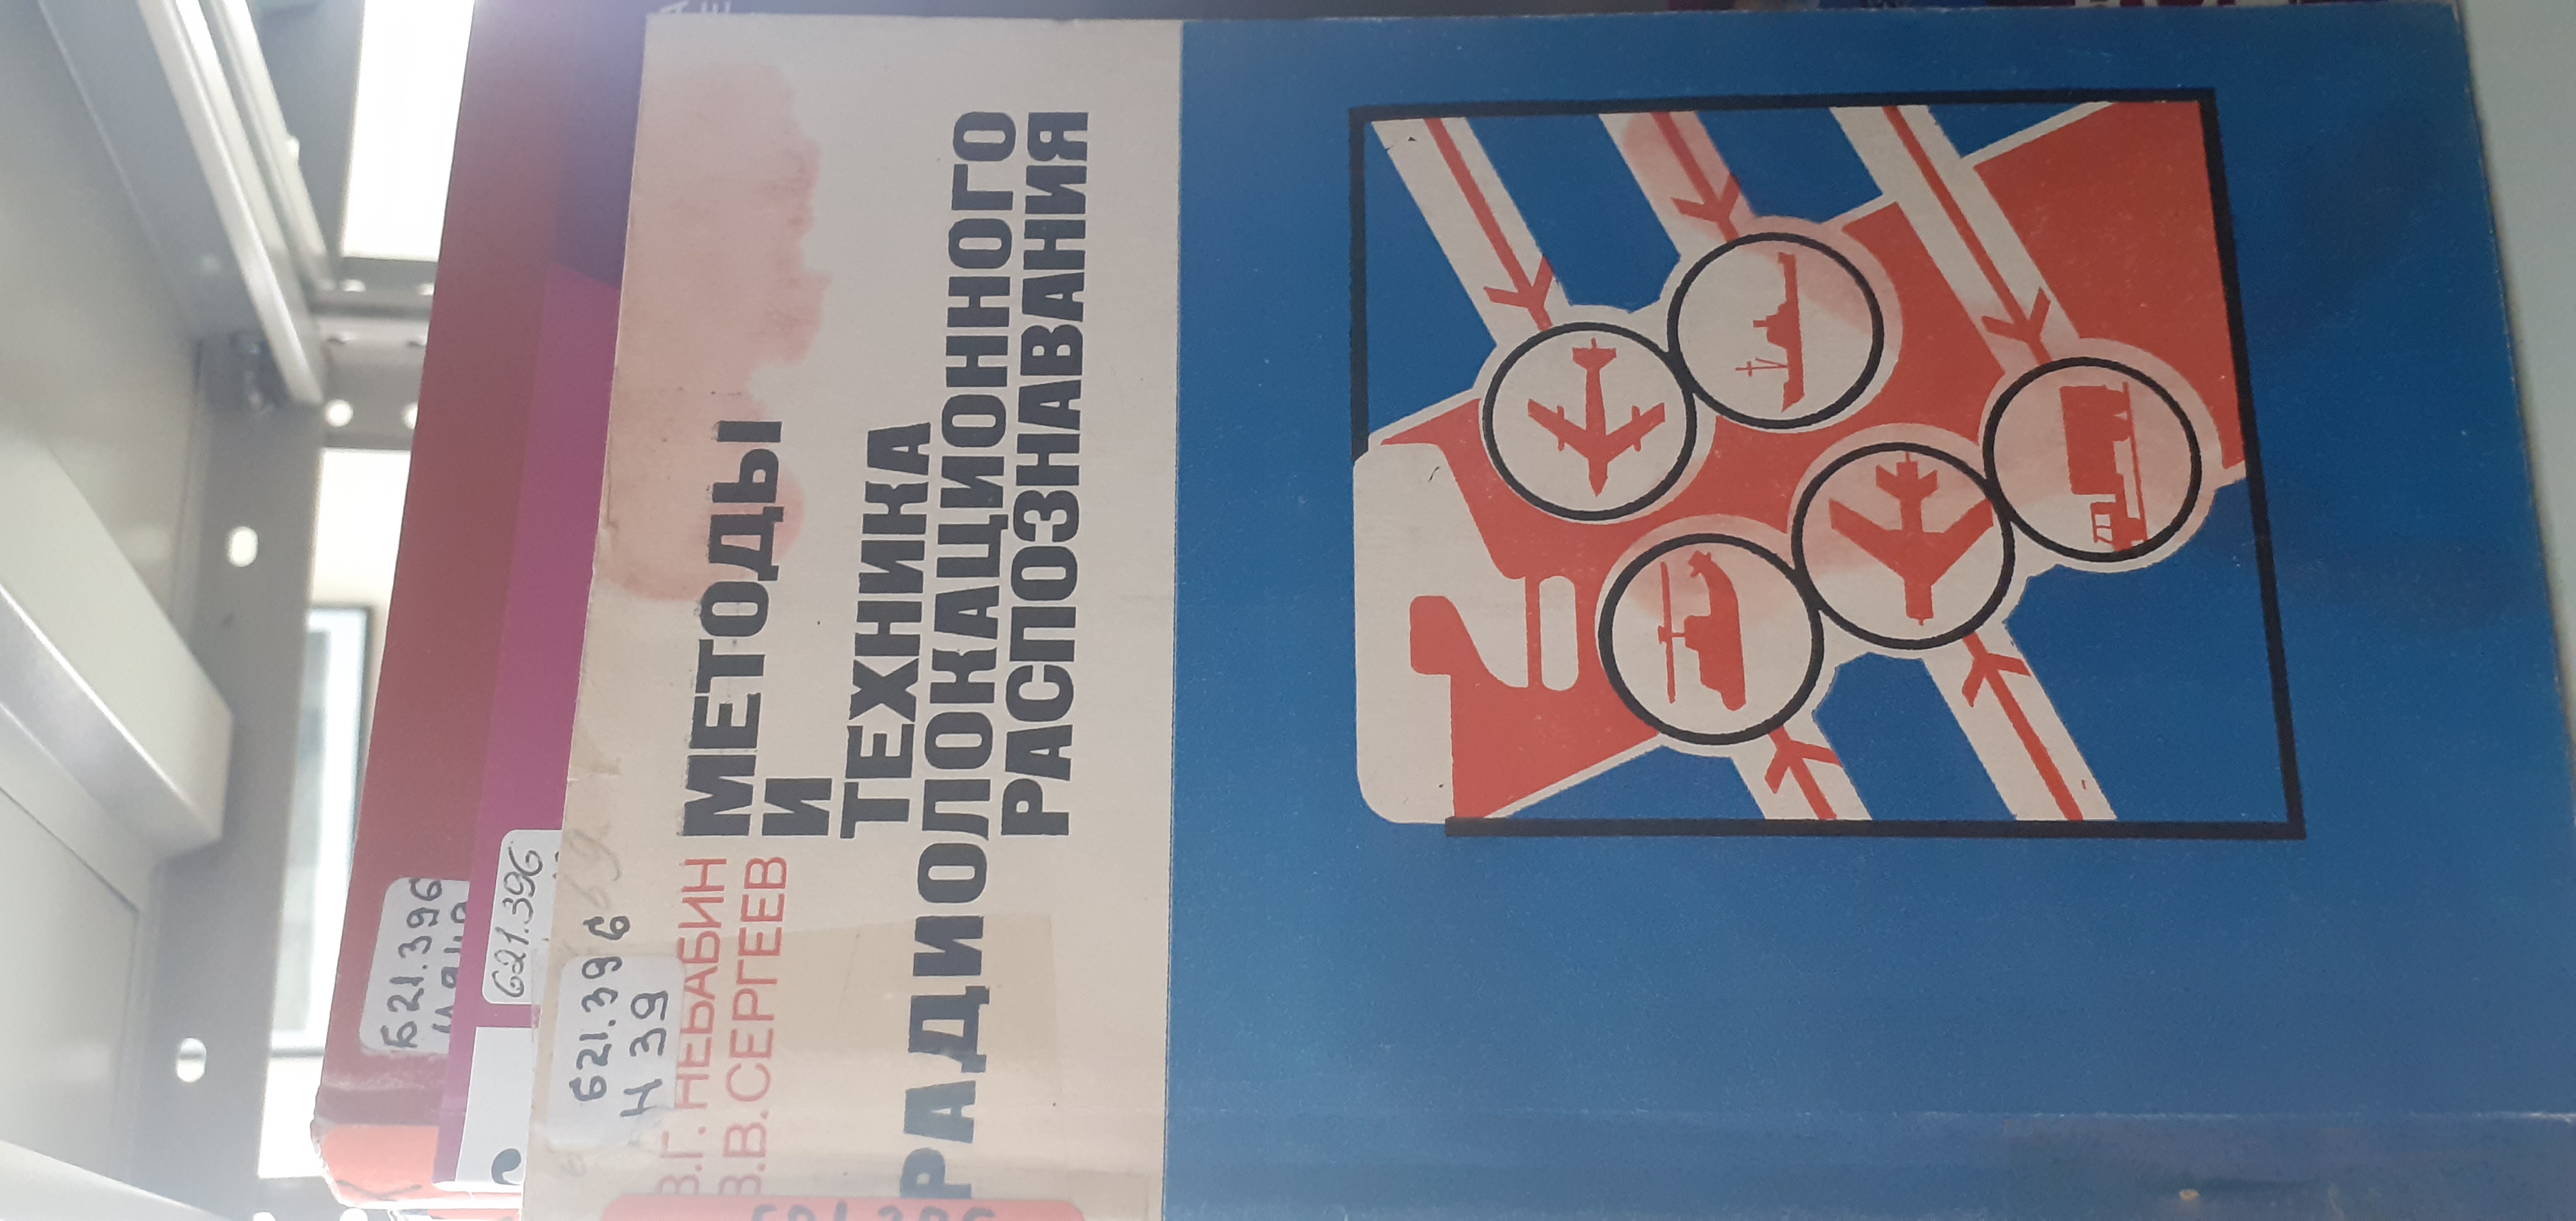 В.Г. НЕБАБИН
В.В. СЕРГЕЕВ
МЕТОДЫ
И
ТЕХНИКА
РАДИОЛОКАЦИОННОГО
РАСПОЗНАВАНИЯ
621.396
Н 39
621.396
621.396